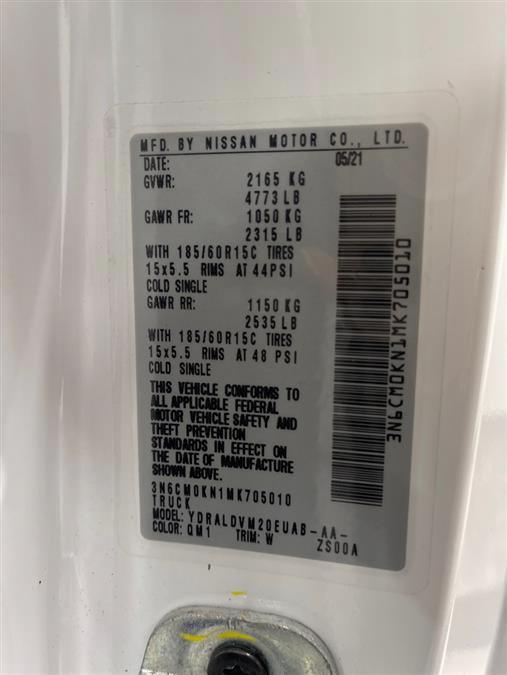 MFD. BY NISSAN MOTOR CO., LTD.
DATE: 05/21
GVWR: 2165 KG
4773 LB
GAWR FR: 1050 KG
2315 LB
WITH 185/60R15C TIRES
15x5.5 RIMS AT 44PSI
COLD SINGLE
GAWR RR: 1150 KG
2535 LB
WITH 185/60R15C TIRES
15x5.5 RIMS AT 48 PSI
COLD SINGLE
THIS VEHICLE CONFORMS TO
ALL APPLICABLE FEDERAL
MOTOR VEHICLE SAFETY AND
THEFT PREVENTION
STANDARDS IN EFFECT ON
THE DATE OF MANUFACTURE
SHOWN ABOVE.
3N6CM0KN1MK705010
TRUCK
MODEL: YDRALDVM20EUAB-AA-
ZS00A
COLOR: QM1 TRIM: W
3N6CM0KN1MK705010